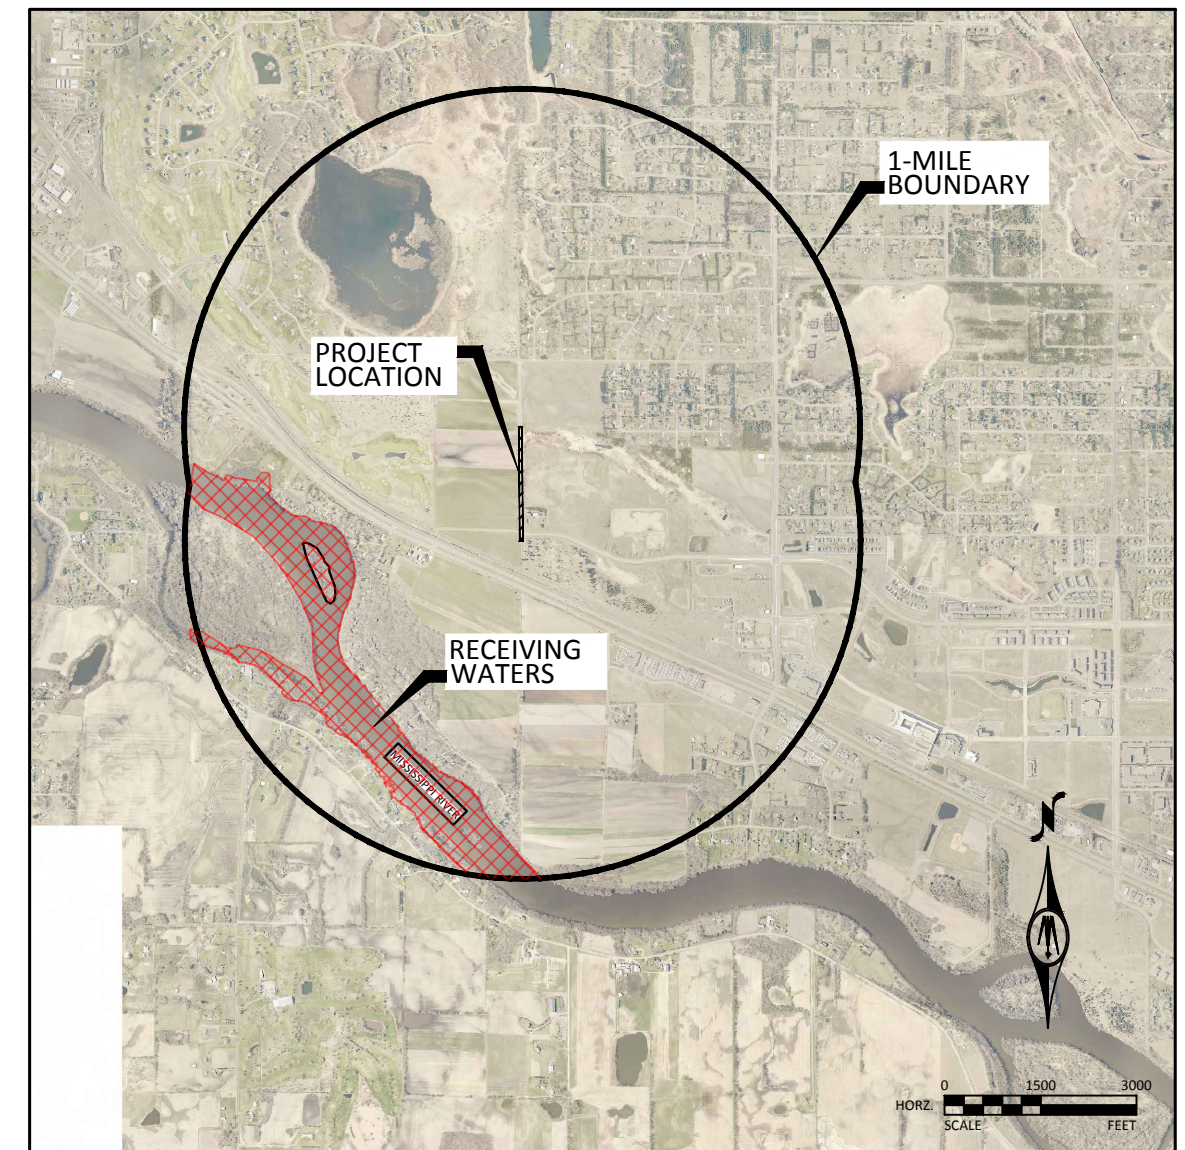 1-MILE
BOUNDARY
PROJECT
LOCATION
RECEIVING
WATERS
MISSISSIPPI RIVER
N
0 1500 3000
HORZ.
SCALE FEET